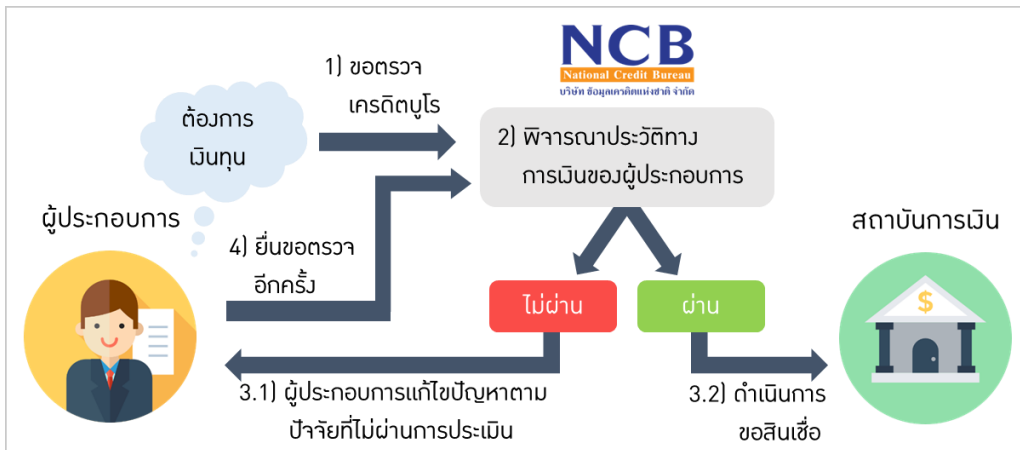 NCB
National Credit Bureau
บริษัท ข้อมูลเครดิตแห่งชาติ จำกัด
1) ขอตรวจ
เครดิตบูโร
ต้องการ
เงินทุน
2) พิจารณาประวัติทาง
การเงินของผู้ประกอบการ
ผู้ประกอบการ
4) ยื่นขอตรวจ
อีกครั้ง
สถาบันการเงิน
$
ไม่ผ่าน
ผ่าน
3.1) ผู้ประกอบการแก้ไขปัญหาตาม
ปัจจัยที่ไม่ผ่านการประเมิน
3.2) ดำเนินการ
ขอสินเชื่อ